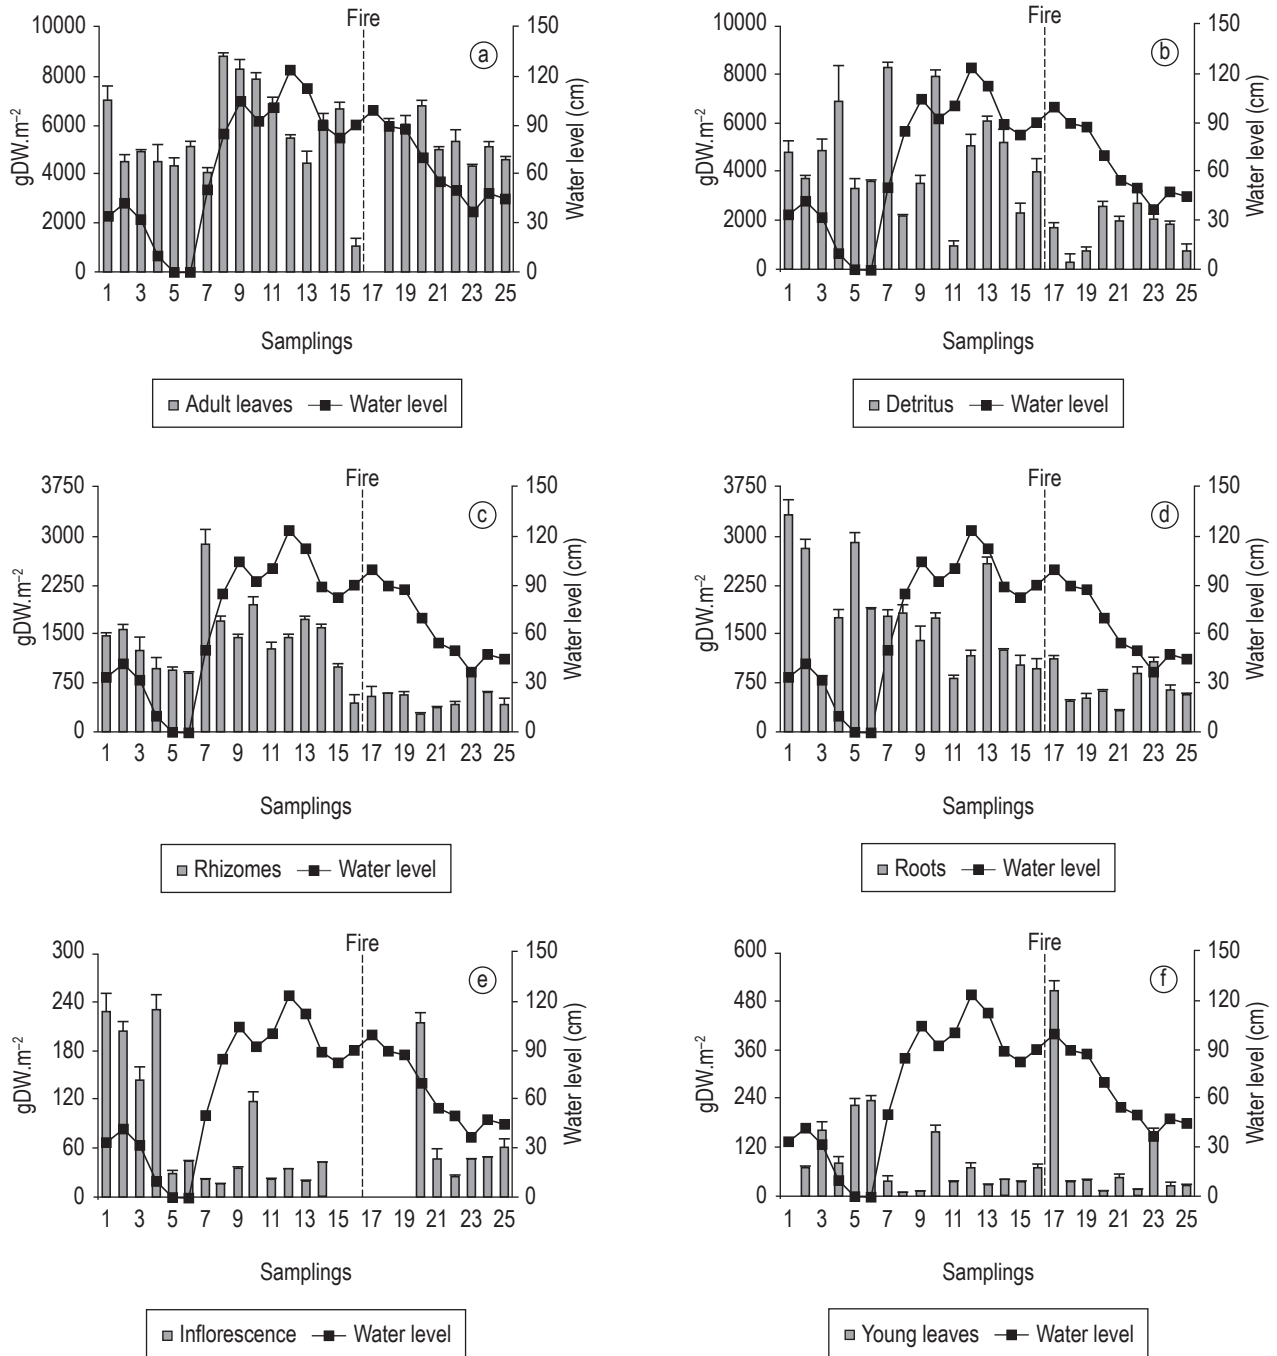 Fire
10000 150
8000 120
6000 90
4000 60
2000 30
0 0
gDW.m⁻²
Water level (cm)
a
1 3 5 7 9 11 13 15 17 19 21 23 25
Samplings
Adult leaves Water level
Fire
10000 150
8000 120
6000 90
4000 60
2000 30
0 0
gDW.m⁻²
Water level (cm)
b
1 3 5 7 9 11 13 15 17 19 21 23 25
Samplings
Detritus Water level
Fire
3750 150
3000 120
2250 90
1500 60
750 30
0 0
gDW.m⁻²
Water level (cm)
c
1 3 5 7 9 11 13 15 17 19 21 23 25
Samplings
Rhizomes Water level
Fire
3750 150
3000 120
2250 90
1500 60
750 30
0 0
gDW.m⁻²
Water level (cm)
d
1 3 5 7 9 11 13 15 17 19 21 23 25
Samplings
Roots Water level
Fire
300 150
240 120
180 90
120 60
60 30
0 0
gDW.m⁻²
Water level (cm)
e
1 3 5 7 9 11 13 15 17 19 21 23 25
Samplings
Inflorescence Water level
Fire
600 150
480 120
360 90
240 60
120 30
0 0
gDW.m⁻²
Water level (cm)
f
1 3 5 7 9 11 13 15 17 19 21 23 25
Samplings
Young leaves Water level